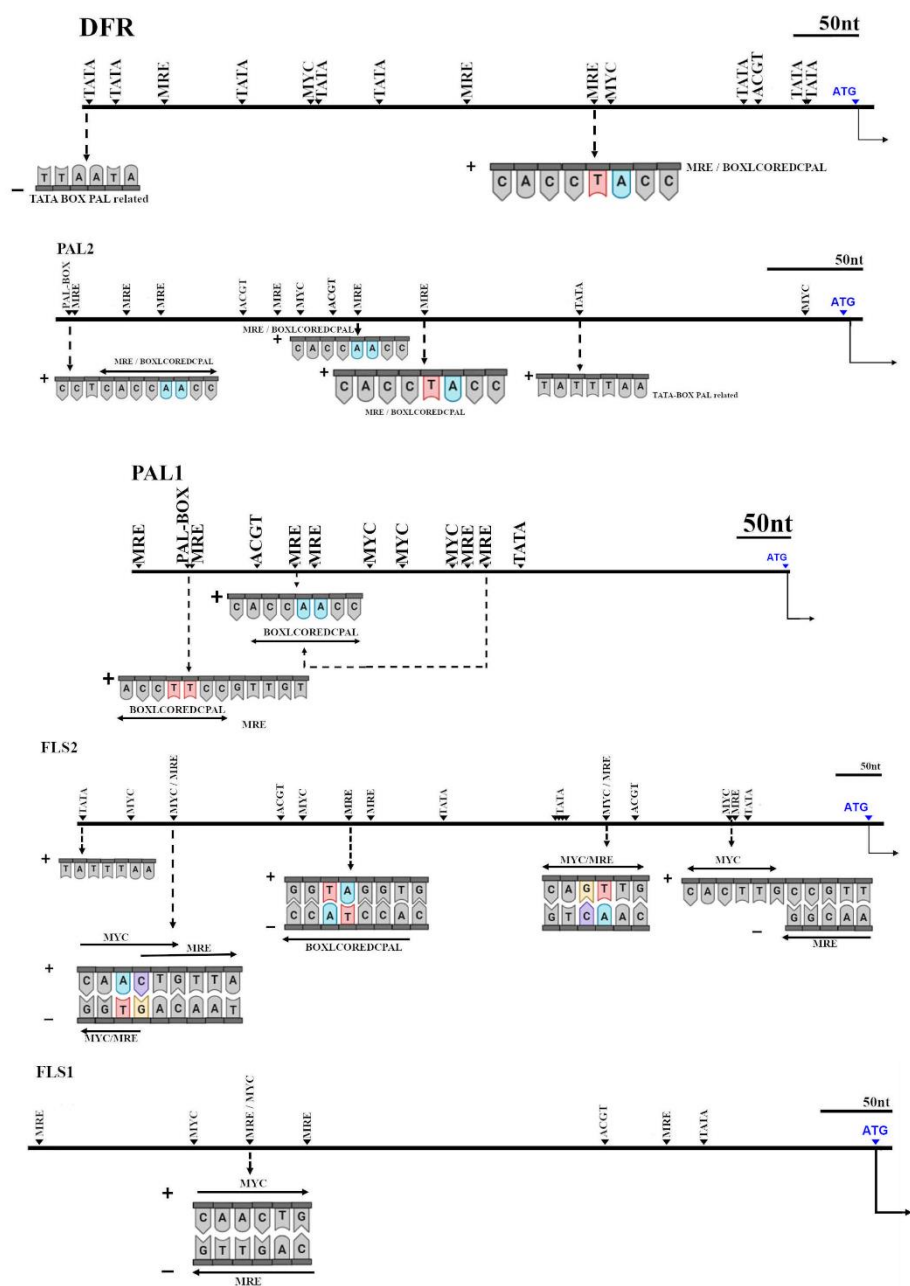 DFR
50nt
TATA TATA MRE TATA MYC TATA TATA MRE MRE MYC TATA ACGT TATA TATA ATG
− T T A A T A
TATA BOX PAL related
+ C A C C T A C C MRE / BOXLCOREDCPAL
PAL2
50nt
PAL-BOX MRE MRE MRE ACGT MRE MYC ACGT MRE MRE TATA MYC ATG
MRE / BOXLCOREDCPAL
+ C A C C A A C C
MRE / BOXLCOREDCPAL
+ C C T C A C C A A C C
+ C A C C T A C C
MRE / BOXLCOREDCPAL
+ T A T T T A A
TATA-BOX PAL related
PAL1
50nt
MRE PAL-BOX MRE ACGT MRE MRE MYC MYC MYC MRE MRE TATA ATG
+ C A C C A A C C
BOXLCOREDCPAL
+ A C C T T C C G T T G T
BOXLCOREDCPAL MRE
FLS2
50nt
TATA MYC MYC / MRE ACGT MYC MRE MRE TATA TATA MYC / MRE ACGT MYC MRE TATA ATG
+ T A T T T A A
MYC MRE
+ C A A C T G T T A
− G G T G A C A A T
MYC/MRE
+ G G T A G G T G
− C C A T C C A C
BOXLCOREDCPAL
MYC/MRE
C A G T T G
G T C A A C
MYC
+ C A C T T G C C G T T
− G G C A A
MRE
FLS1
50nt
MRE MYC MRE / MYC MRE ACGT MRE TATA ATG
MYC
+ C A A C T G
− G T T G A C
MRE